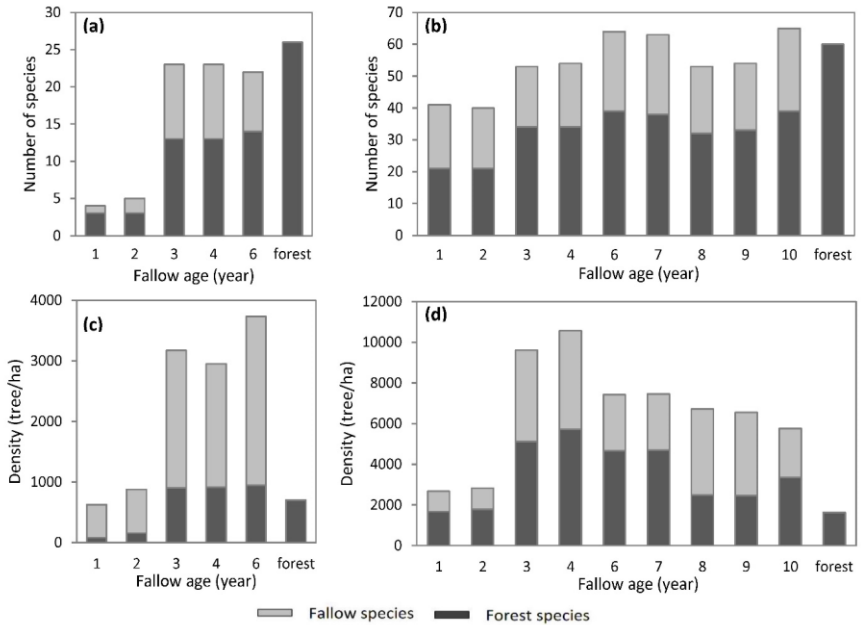 (a)
Number of species
30
25
20
15
10
5
0
1 2 3 4 6 forest
Fallow age (year)
(b)
Number of species
70
60
50
40
30
20
10
0
1 2 3 4 6 7 8 9 10 forest
Fallow age (year)
(c)
Density (tree/ha)
4000
3000
2000
1000
0
1 2 3 4 6 forest
Fallow age (year)
(d)
Density (tree/ha)
12000
10000
8000
6000
4000
2000
0
1 2 3 4 6 7 8 9 10 forest
Fallow age (year)
Fallow species Forest species